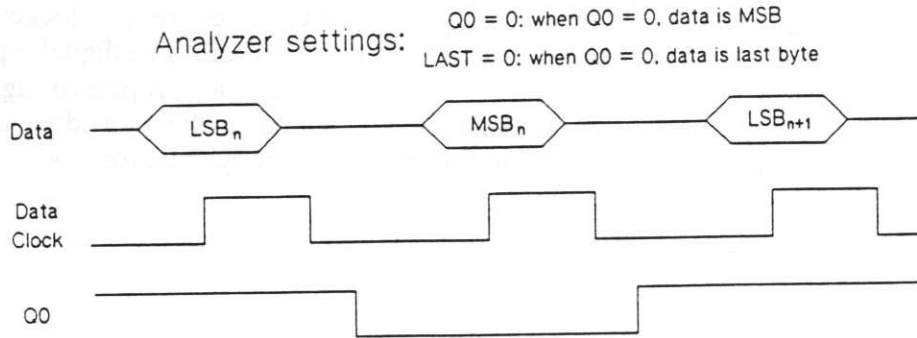 Q0 = 0: when Q0 = 0, data is MSB
Analyzer settings:
LAST = 0: when Q0 = 0, data is last byte
Data
LSBn
MSBn
LSBn+1
Data
Clock
Q0